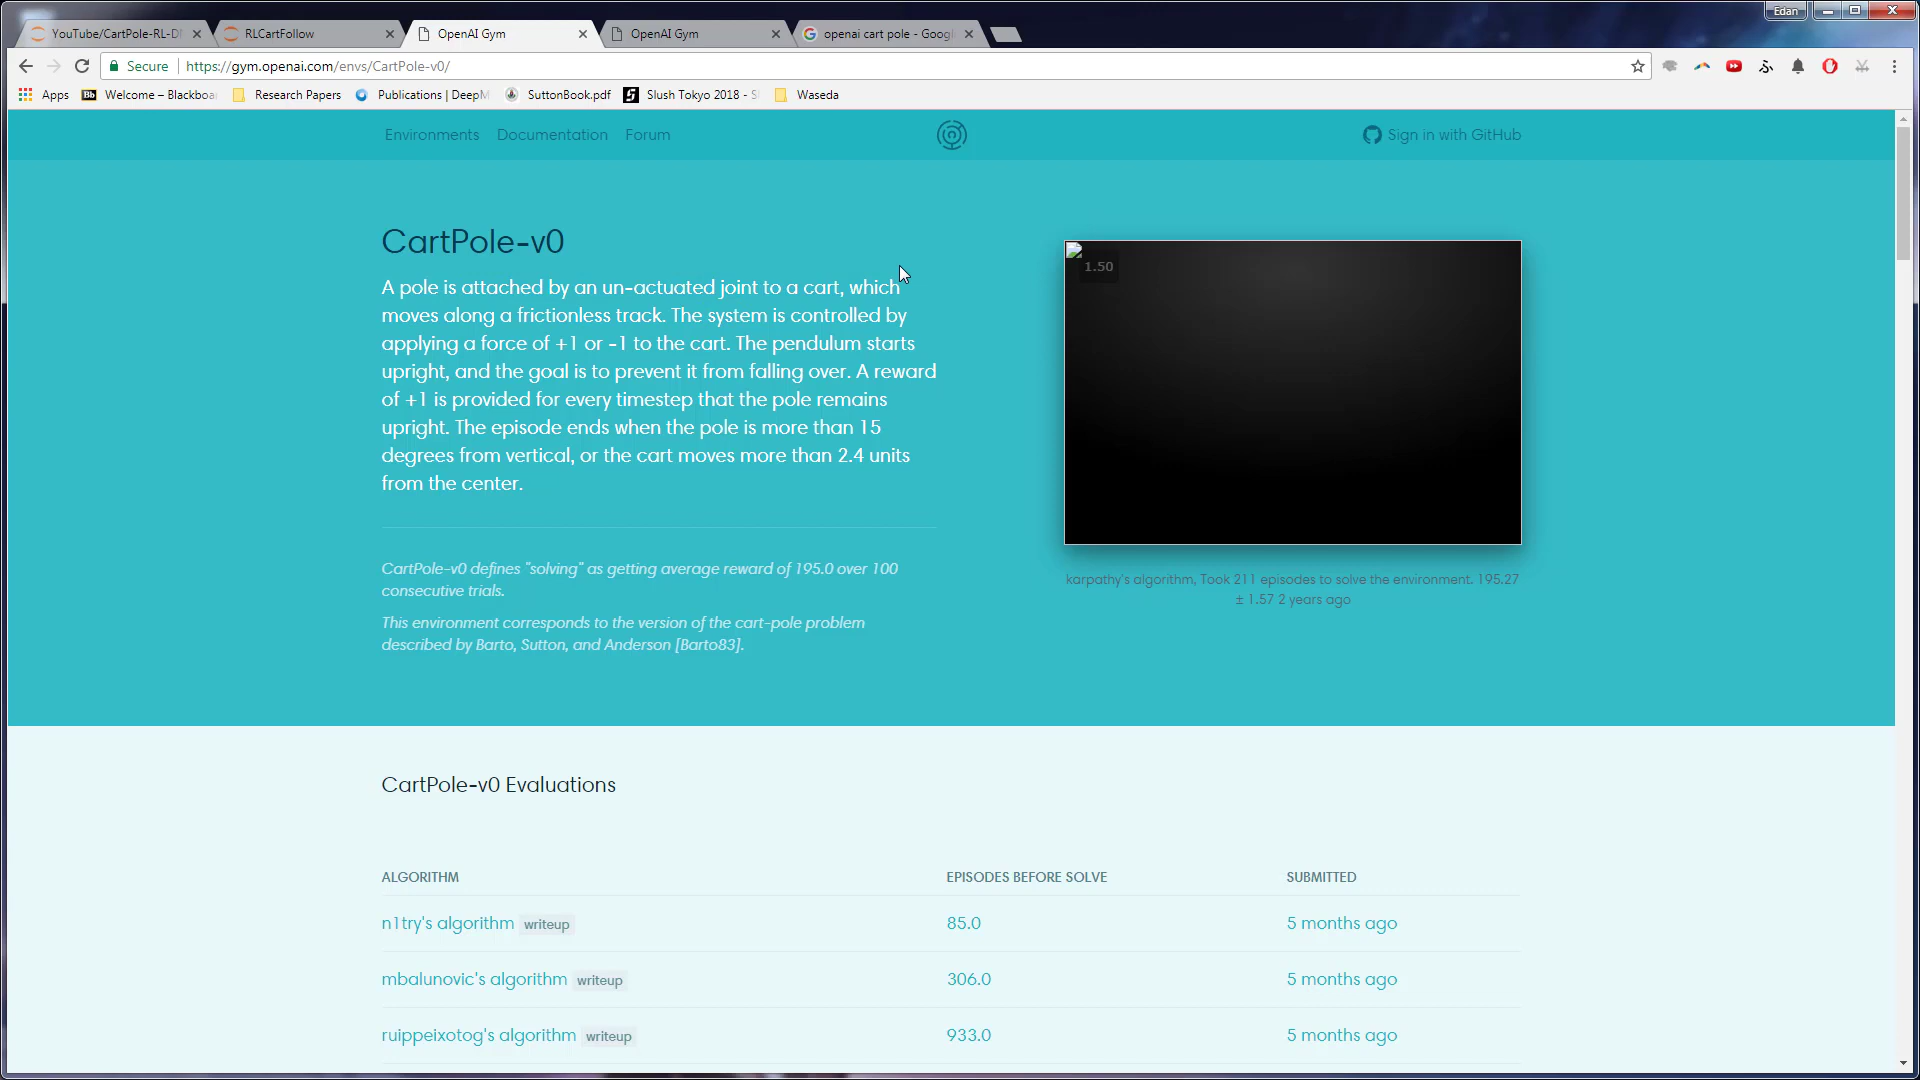 Edan
YouTube/CartPole-RL-D
RLCartFollow
OpenAI Gym
OpenAI Gym
openai cart pole - Googl
Secure
https://gym.openai.com/envs/CartPole-v0/
Apps
Bb
Welcome – Blackboa
Research Papers
Publications | DeepM
SuttonBook.pdf
Slush Tokyo 2018 - S
Waseda
Environments
Documentation
Forum
Sign in with GitHub
CartPole-v0
A pole is attached by an un-actuated joint to a cart, which
moves along a frictionless track. The system is controlled by
applying a force of +1 or -1 to the cart. The pendulum starts
upright, and the goal is to prevent it from falling over. A reward
of +1 is provided for every timestep that the pole remains
upright. The episode ends when the pole is more than 15
degrees from vertical, or the cart moves more than 2.4 units
from the center.
CartPole-v0 defines "solving" as getting average reward of 195.0 over 100
consecutive trials.
This environment corresponds to the version of the cart-pole problem
described by Barto, Sutton, and Anderson [Barto83].
1.50
karpathy's algorithm, Took 211 episodes to solve the environment. 195.27
± 1.57 2 years ago
CartPole-v0 Evaluations
ALGORITHM
EPISODES BEFORE SOLVE
SUBMITTED
n1try's algorithm writeup
85.0
5 months ago
mbalunovic's algorithm writeup
306.0
5 months ago
ruippeixotog's algorithm writeup
933.0
5 months ago